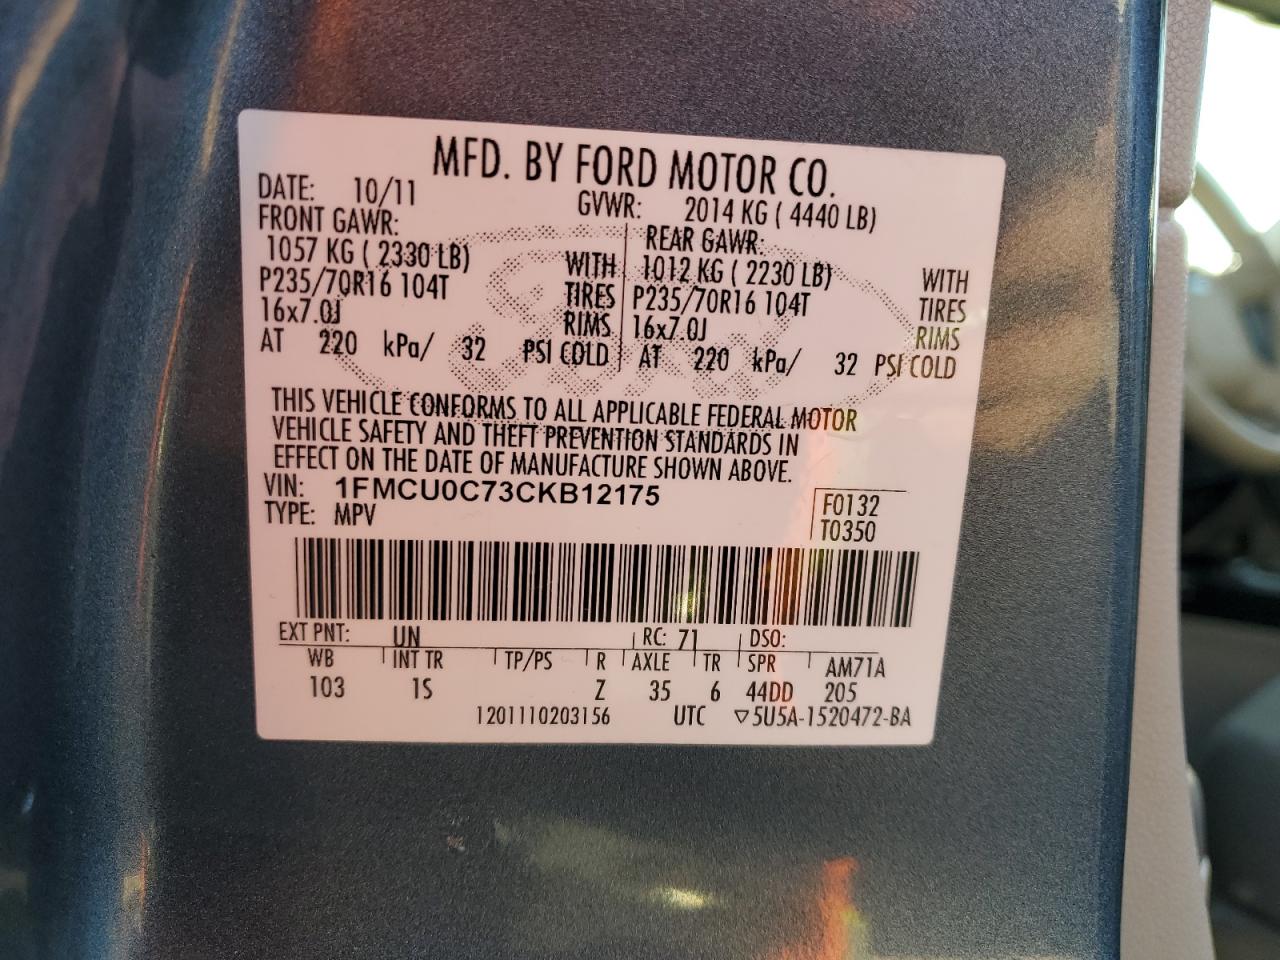 MFD. BY FORD MOTOR CO.
DATE: 10/11 GVWR: 2014 KG ( 4440 LB)
FRONT GAWR: REAR GAWR:
1057 KG ( 2330 LB) WITH 1012 KG ( 2230 LB) WITH
P235/70R16 104T TIRES P235/70R16 104T TIRES
16x7.0J RIMS 16x7.0J RIMS
AT 220 kPa/ 32 PSI COLD AT 220 kPa/ 32 PSI COLD
THIS VEHICLE CONFORMS TO ALL APPLICABLE FEDERAL MOTOR
VEHICLE SAFETY AND THEFT PREVENTION STANDARDS IN
EFFECT ON THE DATE OF MANUFACTURE SHOWN ABOVE.
VIN: 1FMCU0C73CKB12175 F0132
TYPE: MPV T0350
EXT PNT: UN RC: 71 DSO:
WB INT TR TP/PS R AXLE TR SPR AM71A
103 1S Z 35 6 44DD 205
1201110203156 UTC ▽5U5A-1520472-BA